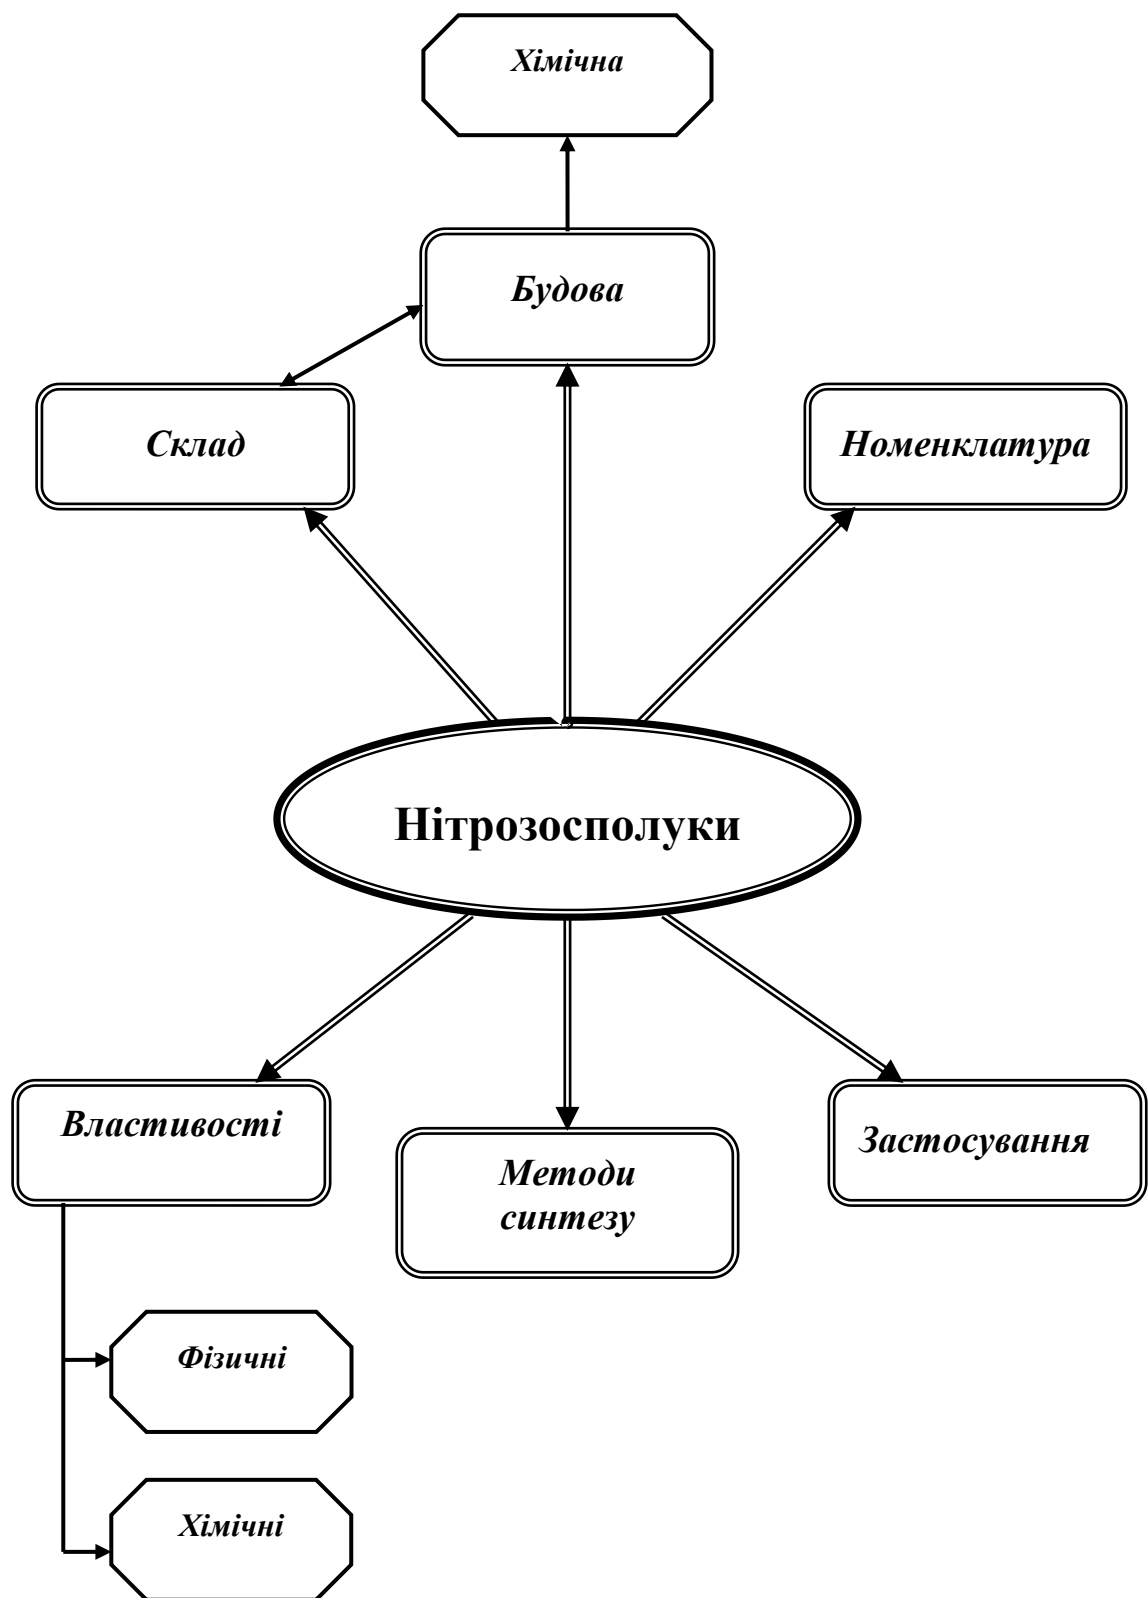 Хімічна
Будова
Склад
Номенклатура
Нітрозосполуки
Властивості
Методи
синтезу
Застосування
Фізичні
Хімічні